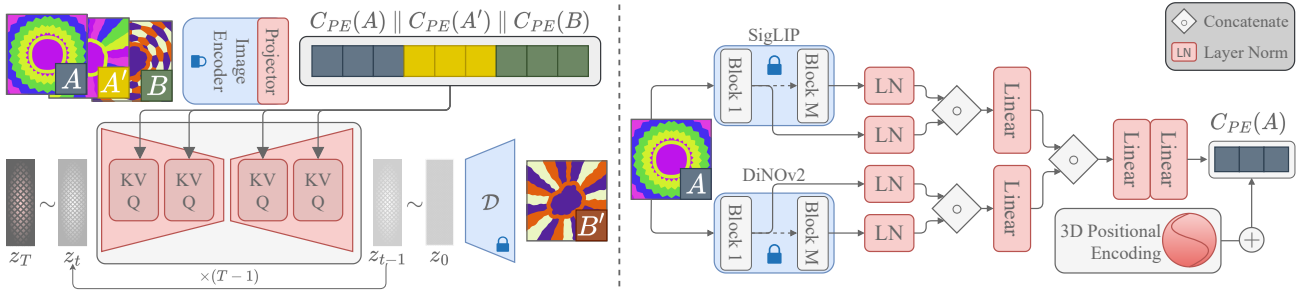 A
A′
B
Image
Encoder
Projector
C_PE(A) ∥ C_PE(A′) ∥ C_PE(B)
KV
Q
KV
Q
KV
Q
KV
Q
z_T
∼
z_t
z_{t−1}
∼
z_0
×(T − 1)
D
B′
A
SigLIP
Block 1
Block M
DiNOv2
Block 1
Block M
LN
LN
LN
LN
Linear
Linear
Linear
Linear
C_PE(A)
3D Positional
Encoding
Concatenate
LN
Layer Norm